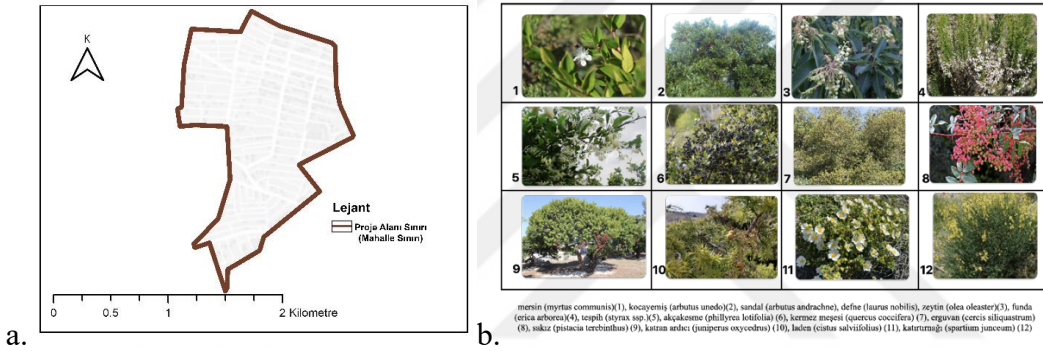 K
Lejant
Proje Alanı Sınırı
(Mahalle Sınırı)
0 0.5 1 2 Kilometre
a.
1 2 3 4
5 6 7 8
9 10 11 12
mersin (myrtus communis)(1), kocayemiş (arbutus unedo)(2), sandal (arbutus andrachne), defne (laurus nobilis), zeytin (olea oleaster)(3), funda
(erica arborea)(4), tespih (styrax ssp.)(5), akçakesme (phillyrea lotifolia) (6), kermez meşesi (quercus coccifera) (7), erguvan (cercis siliquastrum)
(8), sakız (pistacia terebinthus) (9), katran ardıcı (juniperus oxycedrus) (10), laden (cistus salviifolius) (11), katırtırnağı (spartium junceum) (12)
b.